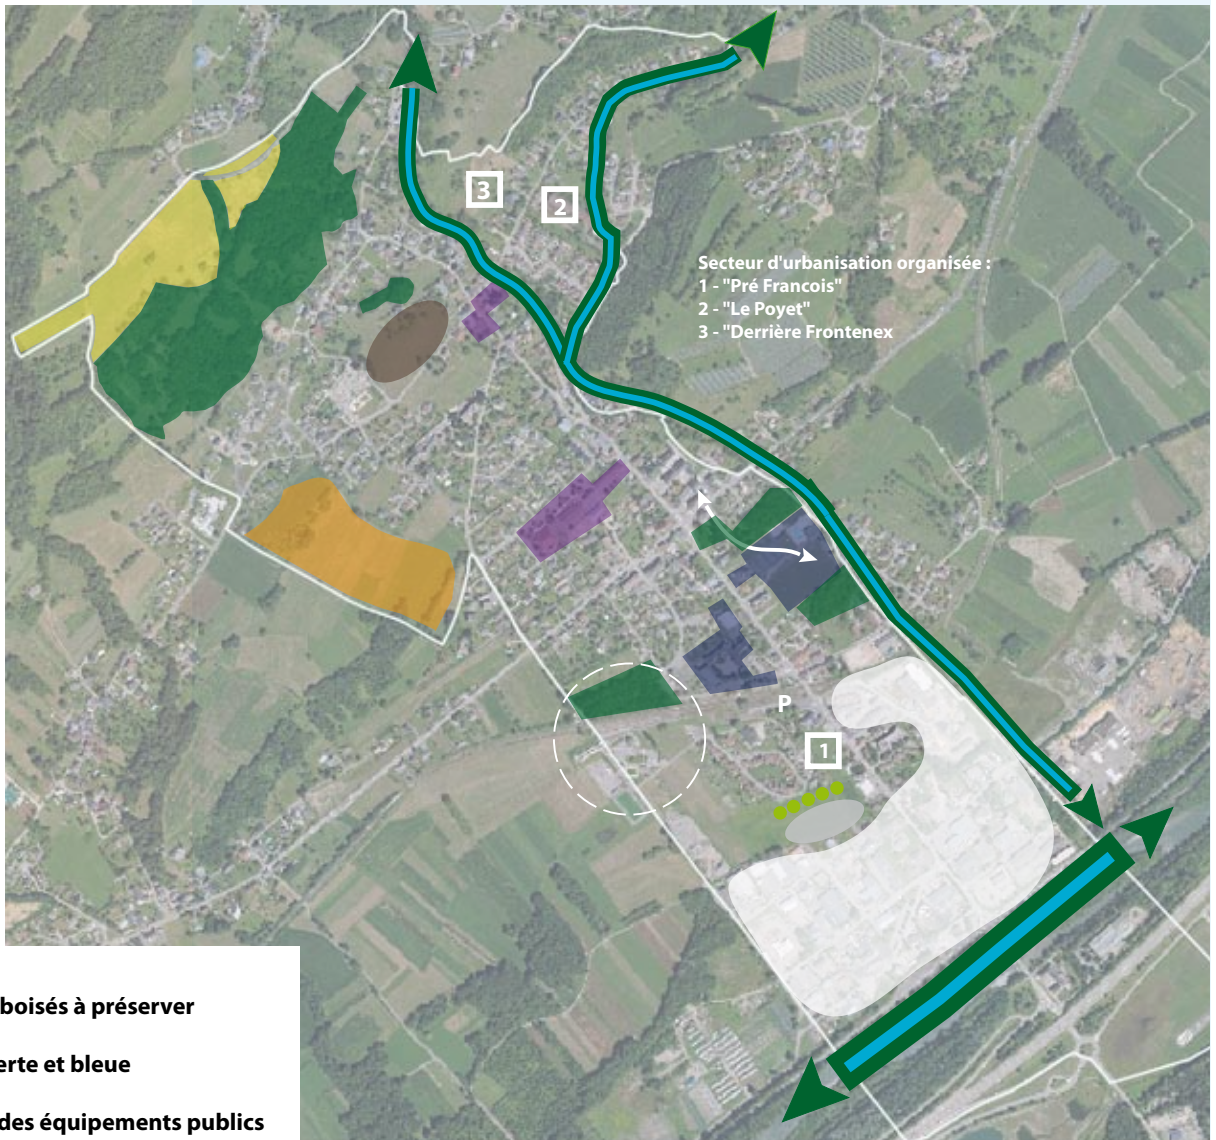 3
2
Secteur d'urbanisation organisée :
1 - "Pré Francois"
2 - "Le Poyet"
3 - "Derrière Frontenex
P
1
boisés à préserver
erte et bleue
des équipements publics